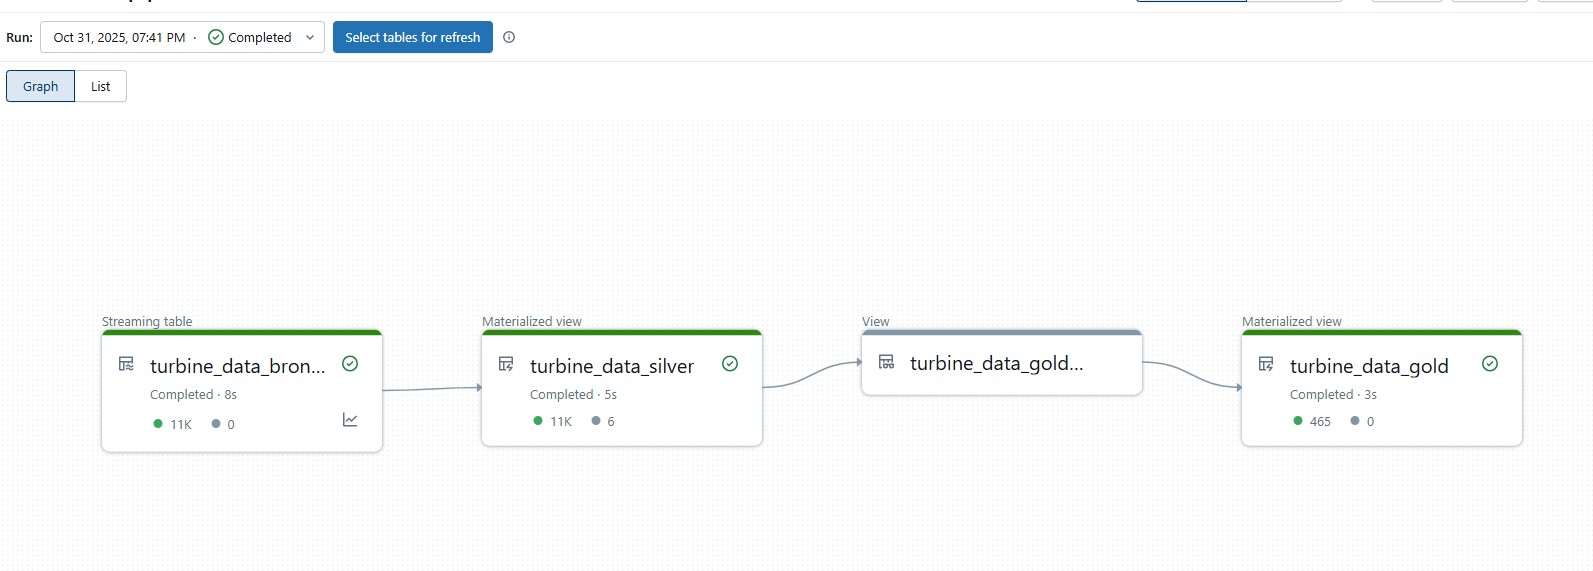 Run: Oct 31, 2025, 07:41 PM · Completed Select tables for refresh
Graph List
Streaming table
turbine_data_bron...
Completed · 8s
11K 0
Materialized view
turbine_data_silver
Completed · 5s
11K 6
View
turbine_data_gold...
Materialized view
turbine_data_gold
Completed · 3s
465 0